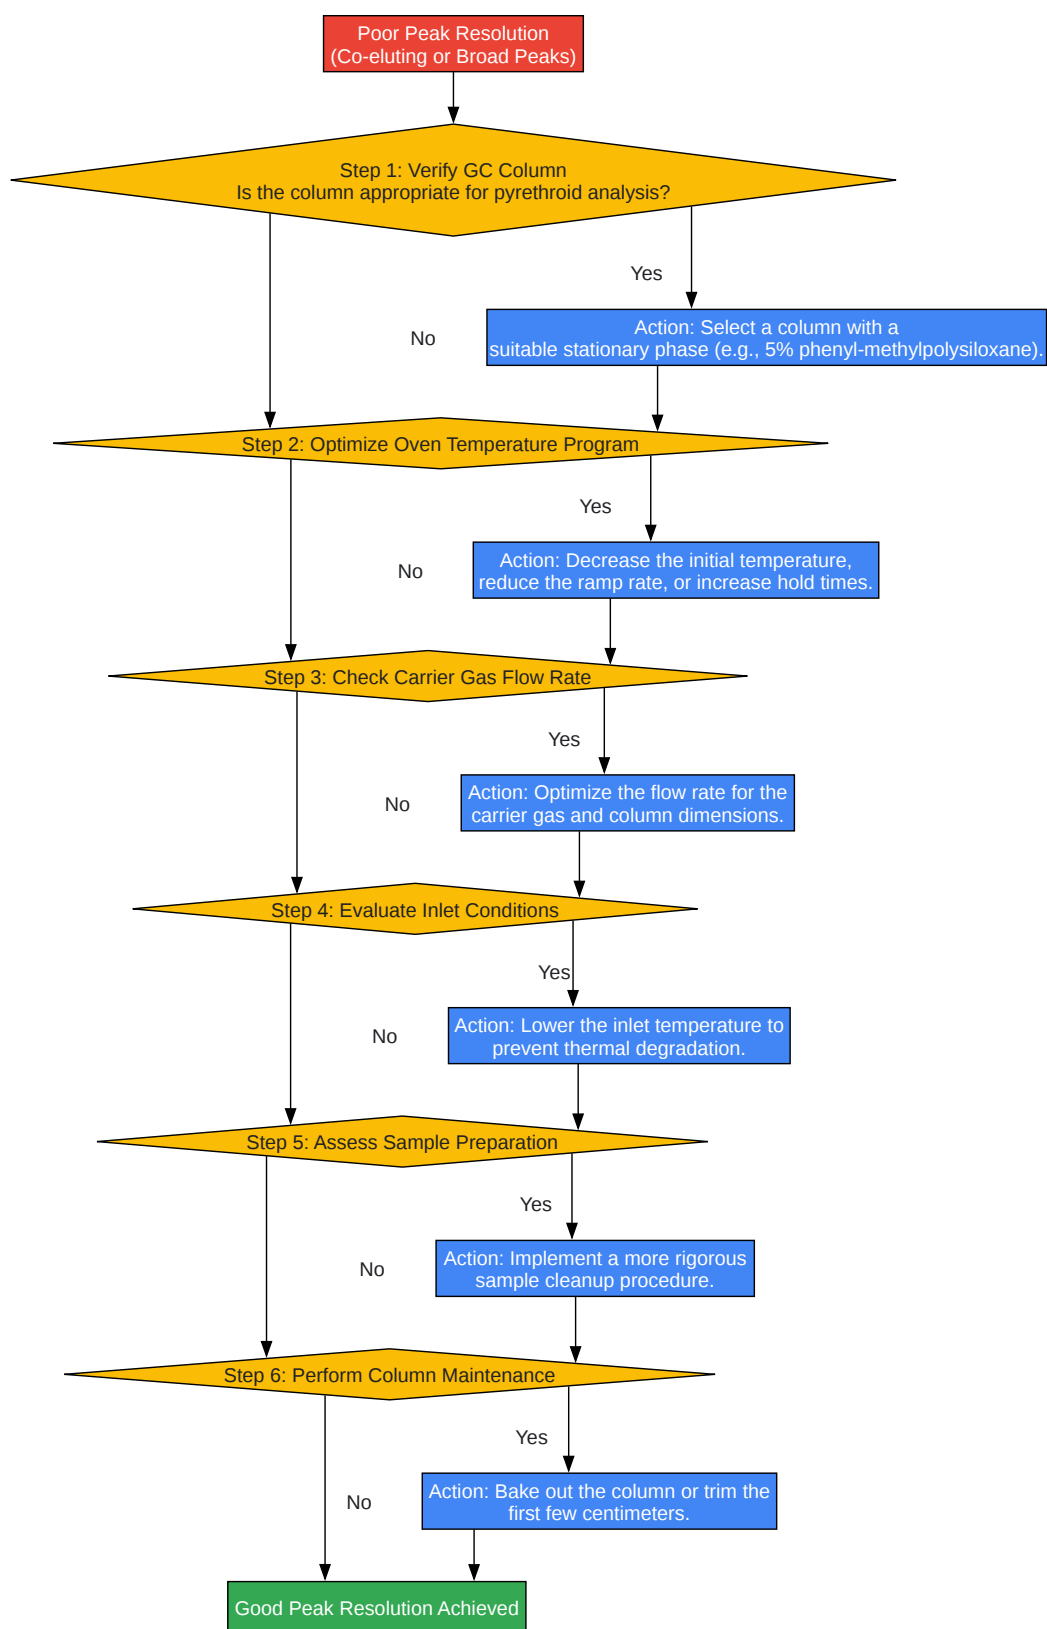 Poor Peak Resolution
(Co-eluting or Broad Peaks)
Step 1: Verify GC Column
Is the column appropriate for pyrethroid analysis?
Yes
No
Action: Select a column with a
suitable stationary phase (e.g., 5% phenyl-methylpolysiloxane).
Step 2: Optimize Oven Temperature Program
Yes
No
Action: Decrease the initial temperature,
reduce the ramp rate, or increase hold times.
Step 3: Check Carrier Gas Flow Rate
Yes
No
Action: Optimize the flow rate for the
carrier gas and column dimensions.
Step 4: Evaluate Inlet Conditions
Yes
No
Action: Lower the inlet temperature to
prevent thermal degradation.
Step 5: Assess Sample Preparation
Yes
No
Action: Implement a more rigorous
sample cleanup procedure.
Step 6: Perform Column Maintenance
Yes
No
Action: Bake out the column or trim the
first few centimeters.
Good Peak Resolution Achieved